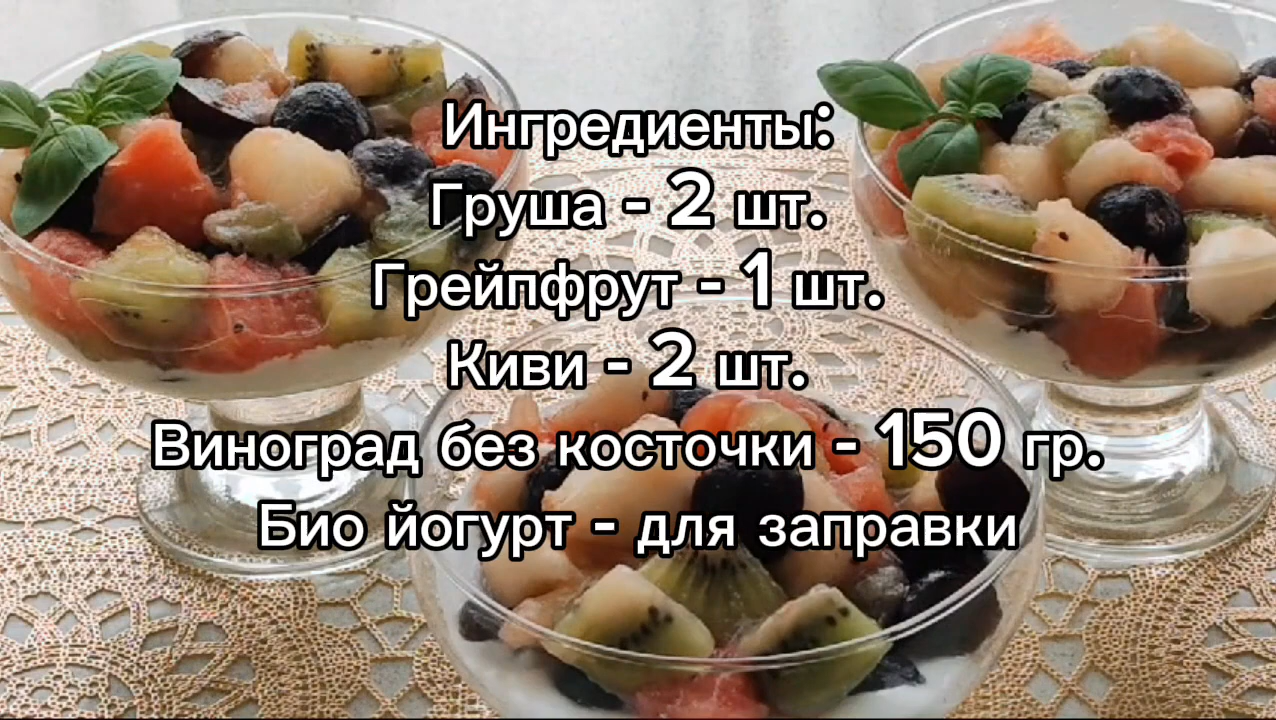 Ингредиенты:
Груша - 2 шт.
Грейпфрут - 1 шт.
Киви - 2 шт.
Виноград без косточки - 150 гр.
Био йогурт - для заправки